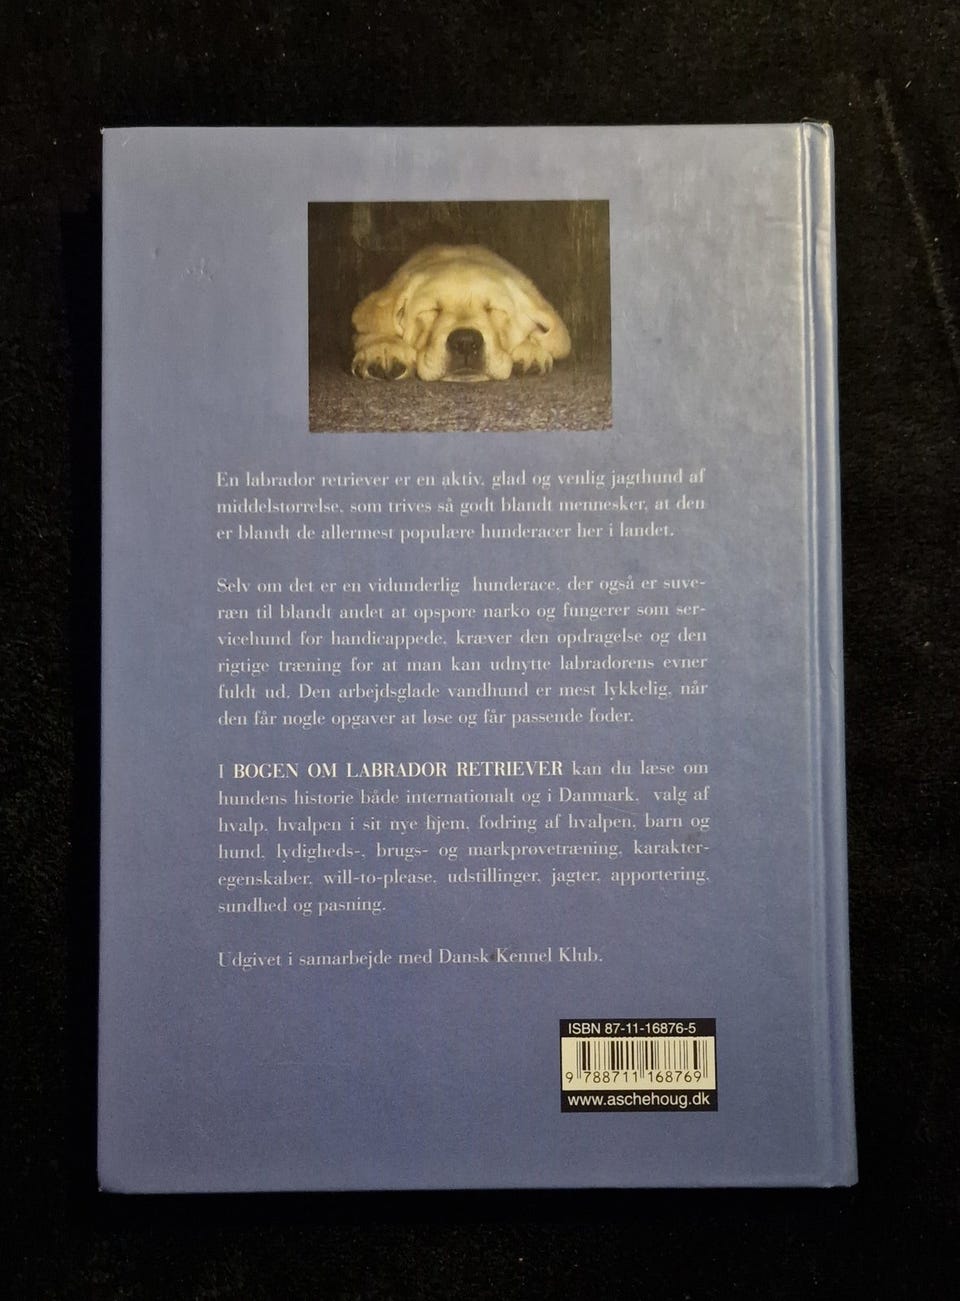 En labrador retriever er en aktiv, glad og venlig jagthund af
middelstørrelse, som trives så godt blandt mennesker, at den
er blandt de allermest populære hunderacer her i landet.
Selv om det er en vidunderlig hunderace, der også er suve-
ræn til blandt andet at opspore narko og fungerer som ser-
vicehund for handicappede, kræver den opdragelse og den
rigtige træning for at man kan udnytte labradorens evner
fuldt ud. Den arbejdsglade vandhund er mest lykkelig, når
den får nogle opgaver at løse og får passende foder.
I BOGEN OM LABRADOR RETRIEVER kan du læse om
hundens historie både internationalt og i Danmark, valg af
hvalp, hvalpen i sit nye hjem, fodring af hvalpen, barn og
hund, lydigheds-, brugs- og markprøvetræning, karakter-
egenskaber, will-to-please, udstillinger, jagter, apportering,
sundhed og pasning.
Udgivet i samarbejde med Dansk Kennel Klub.
ISBN 87-11-16876-5
9 788711 168769
www.aschehoug.dk